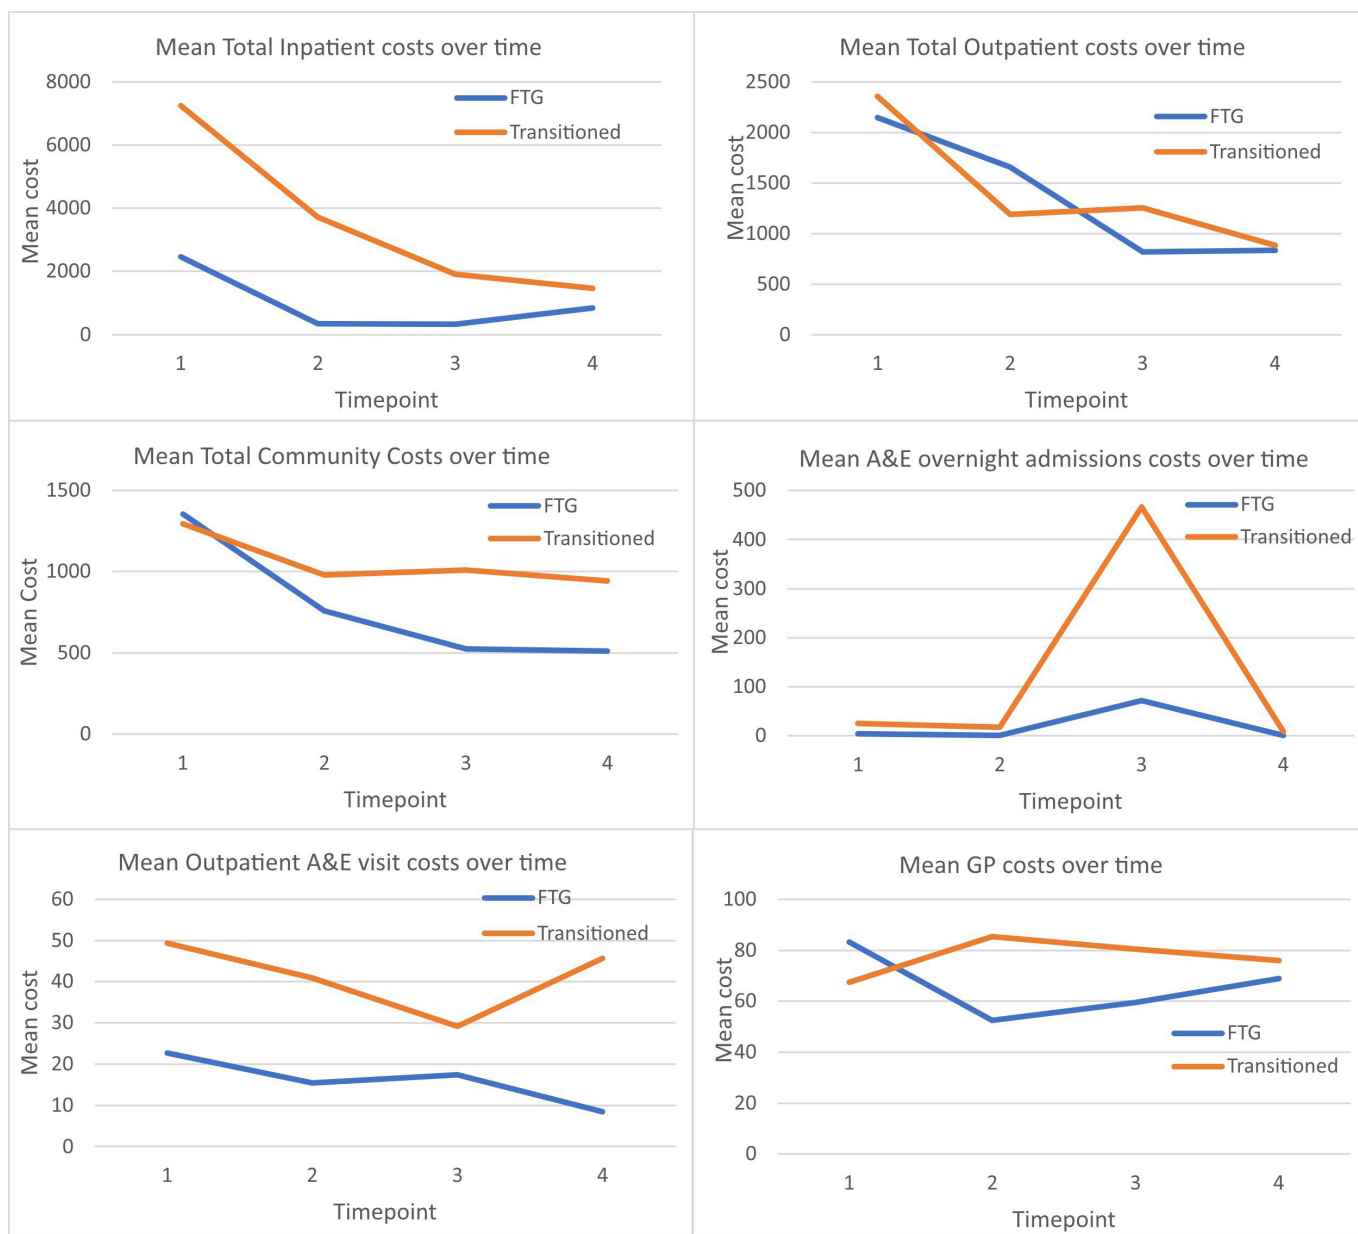 Mean Total Inpatient costs over time
8000
6000
4000
2000
0
Mean cost
FTG
Transitioned
1 2 3 4
Timepoint
Mean Total Outpatient costs over time
2500
2000
1500
1000
500
0
Mean cost
FTG
Transitioned
1 2 3 4
Timepoint
Mean Total Community Costs over time
1500
1000
500
0
Mean Cost
FTG
Transitioned
1 2 3 4
Timepoint
Mean A&E overnight admissions costs over time
500
400
300
200
100
0
Mean cost
FTG
Transitioned
1 2 3 4
Timepoint
Mean Outpatient A&E visit costs over time
60
50
40
30
20
10
0
Mean cost
FTG
Transitioned
1 2 3 4
Timepoint
Mean GP costs over time
100
80
60
40
20
0
Mean cost
FTG
Transitioned
1 2 3 4
Timepoint